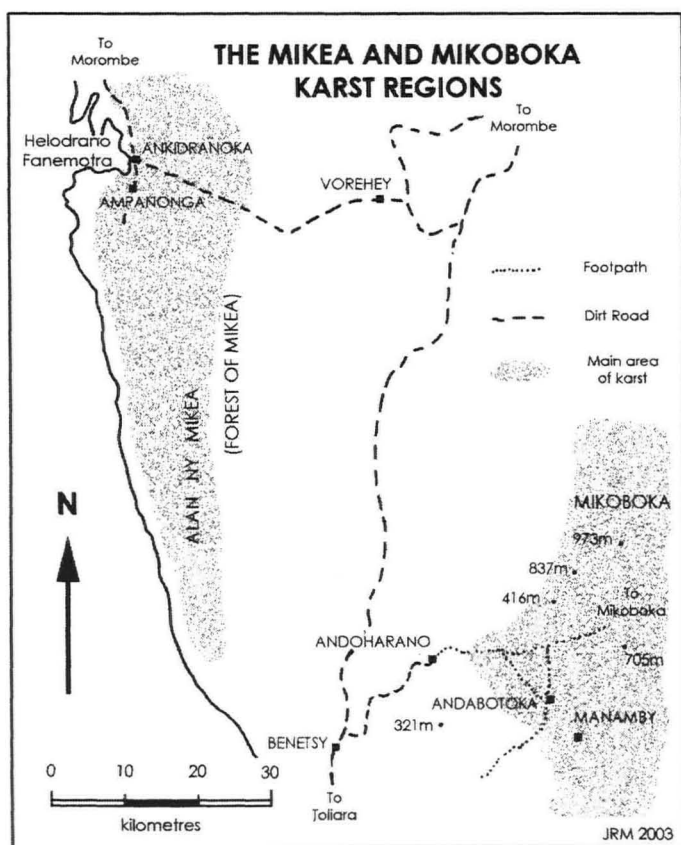 THE MIKEA AND MIKOBOKA
KARST REGIONS
To
Morombe
To
Morombe
Helodrano
Fanemotra
ANKIDRANOKA
AMPANONGA
VOREHEY
Footpath
Dirt Road
Main area
of karst
ALAN NY MIKEA
(FOREST OF MIKEA)
N
MIKOBOKA
973m
837m
416m
To
Mikoboka
ANDOHARANO
705m
ANDABOTOKA
MANAMBY
321m
BENETSY
To
Toliara
0 10 20 30
kilometres
JRM 2003